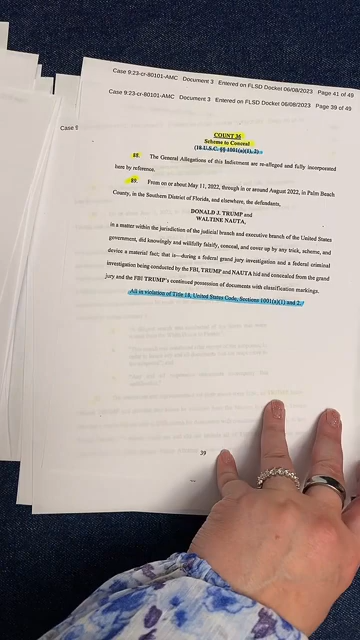 Case 9:23-cr-80101-AMC Document 3 Entered on FLSD Docket 06/08/2023 Page 41 of 49
Case 9:23-cr-80101-AMC Document 3 Entered on FLSD Docket 06/08/2023 Page 39 of 49
Case 9
COUNT 36
Scheme to Conceal
(18 U.S.C. §§ 1001(a)(1), 2)
88. The General Allegations of this Indictment are re-alleged and fully incorporated
here by reference.
89. From on or about May 11, 2022, through in or around August 2022, in Palm Beach
County, in the Southern District of Florida, and elsewhere, the defendants,
DONALD J. TRUMP and
WALTINE NAUTA,
in a matter within the jurisdiction of the judicial branch and executive branch of the United States
government, did knowingly and willfully falsify, conceal, and cover up by any trick, scheme, and
device a material fact; that is—during a federal grand jury investigation and a federal criminal
investigation being conducted by the FBI, TRUMP and NAUTA hid and concealed from the grand
jury and the FBI TRUMP's continued possession of documents with classification markings.
All in violation of Title 18, United States Code, Sections 1001(a)(1) and 2.
39